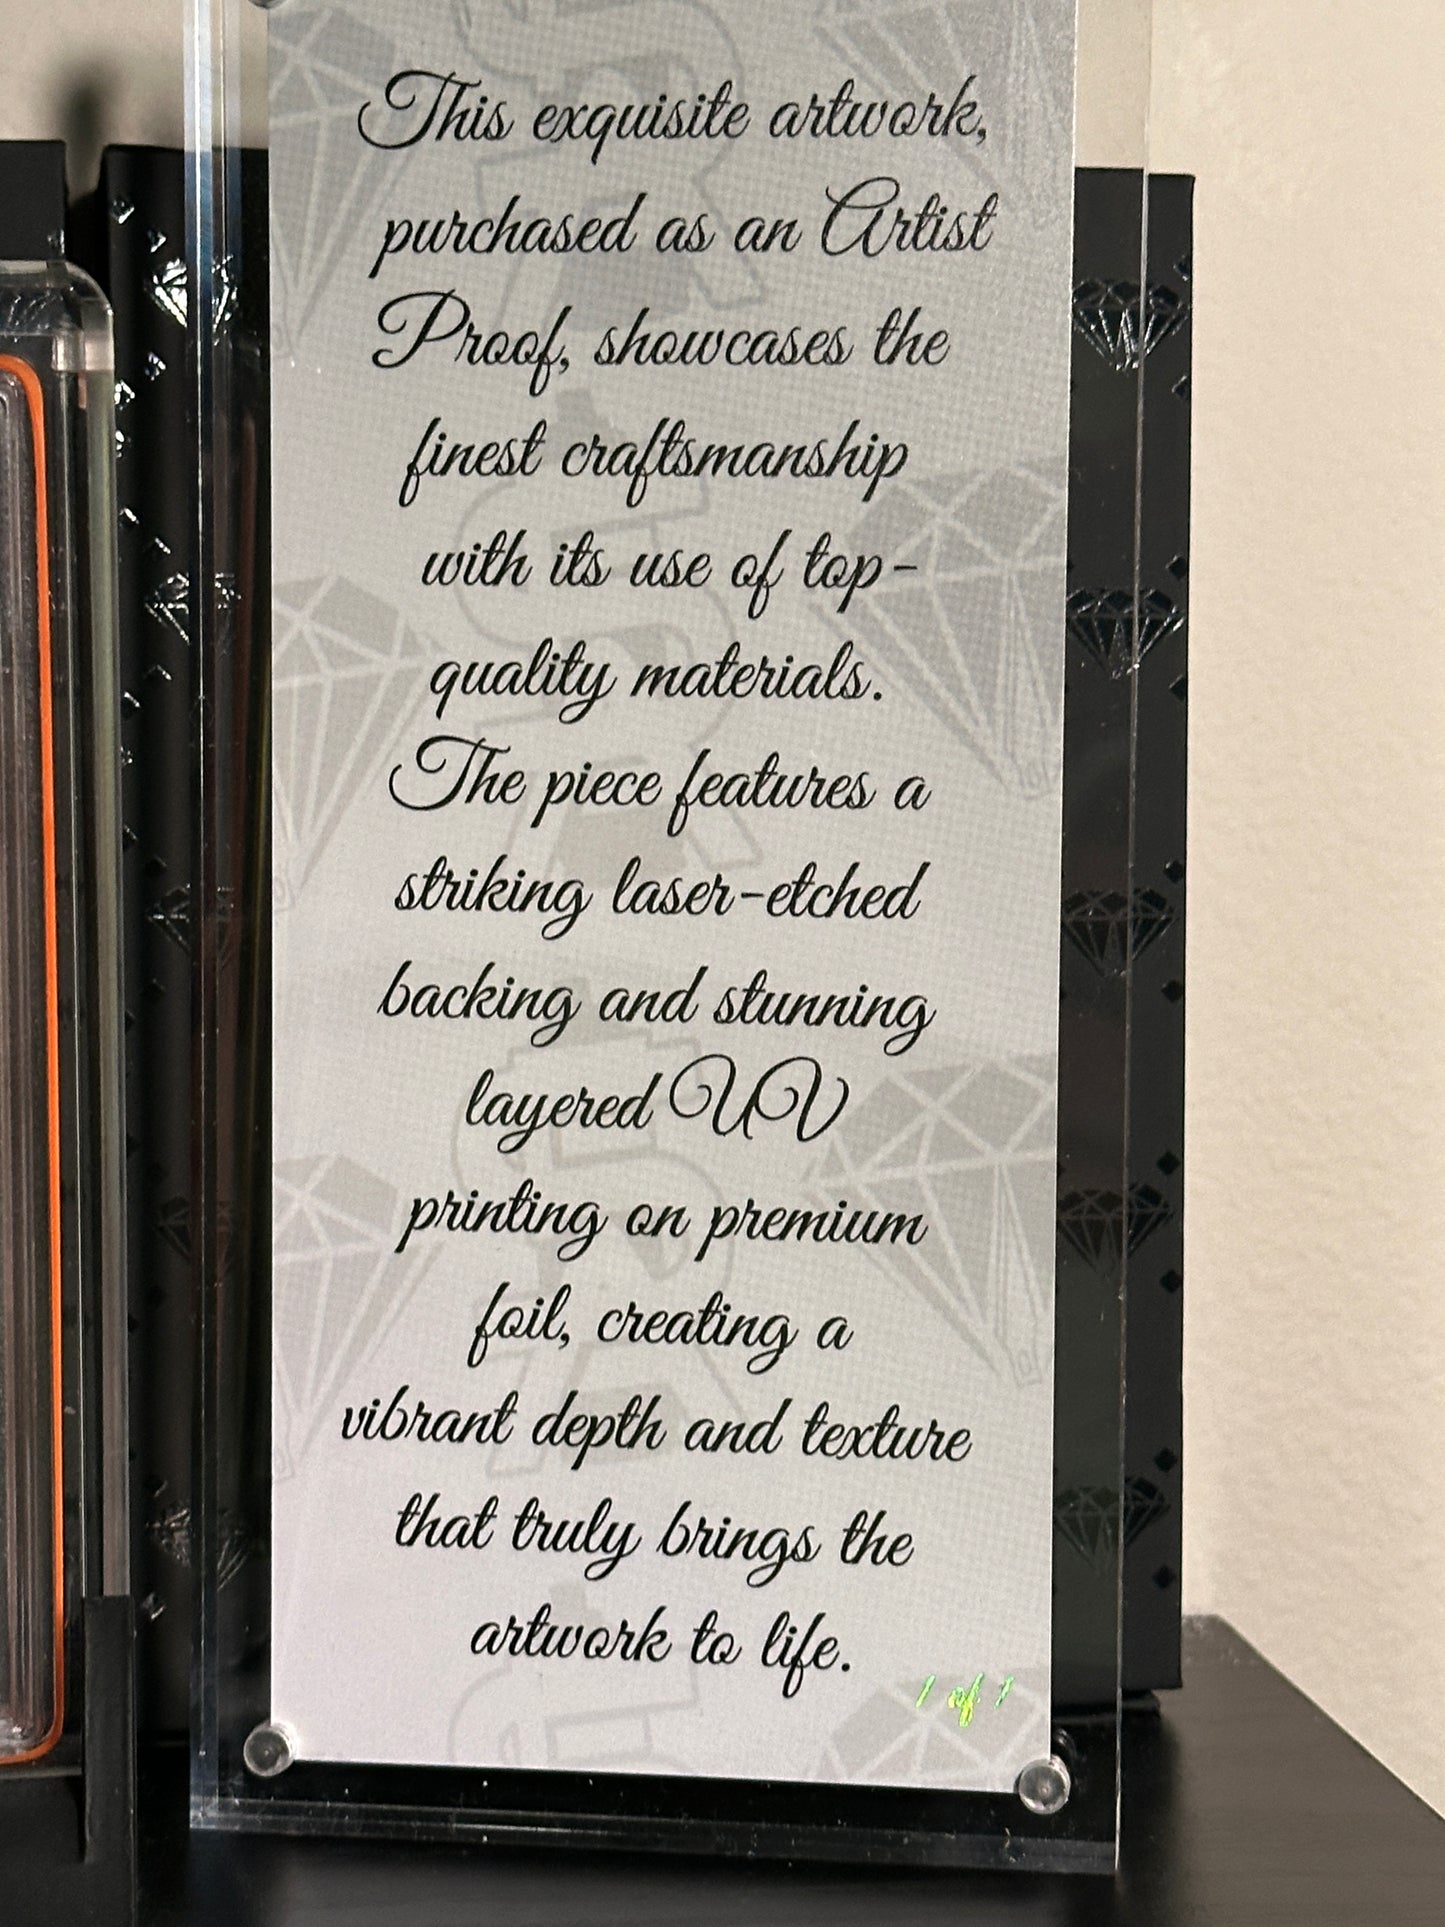 This exquisite artwork,
purchased as an Artist
Proof, showcases the
finest craftsmanship
with its use of top-
quality materials.
The piece features a
striking laser-etched
backing and stunning
layered UV
printing on premium
foil, creating a
vibrant depth and texture
that truly brings the
artwork to life.
1 of 1